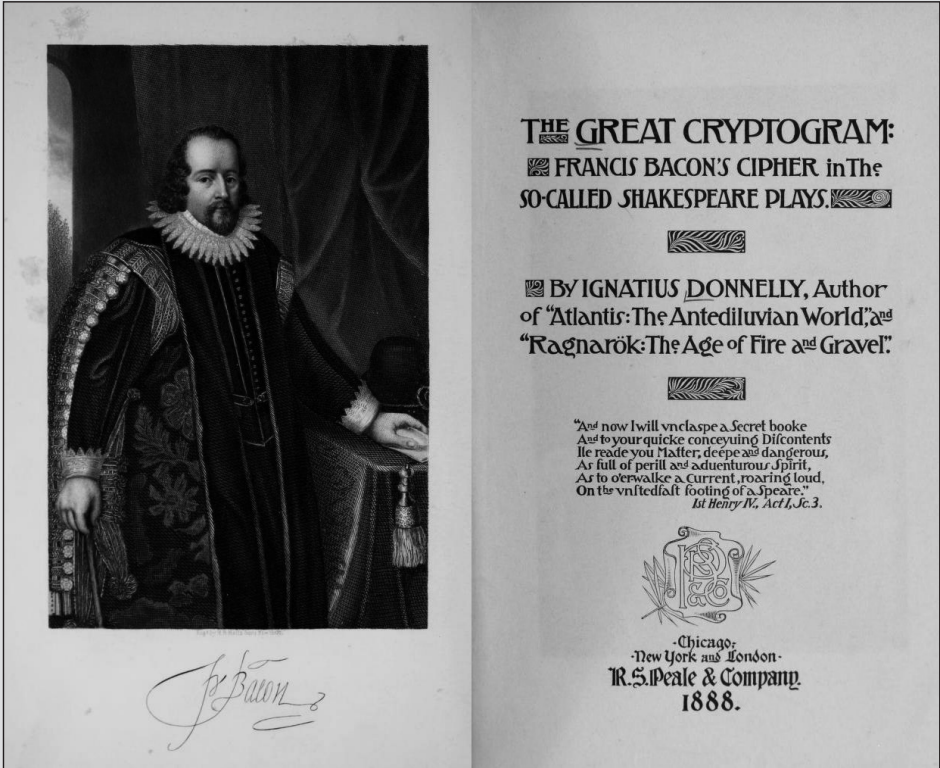 Fr Bacon
THE GREAT CRYPTOGRAM:
FRANCIS BACON'S CIPHER in The
SO-CALLED SHAKESPEARE PLAYS.
By IGNATIUS DONNELLY, Author
of "Atlantis: The Antediluvian World", and
"Ragnarök: The Age of Fire and Gravel".
"And now I will vnclaspe a Secret booke
And to your quicke conceyuing Discontents
Ile reade you Matter, deepe and dangerous,
As full of perill and aduenturous Spirit,
As to o'erwalke a Current, roaring loud,
On the vnstedfast footing of a Speare."
1st Henry IV., Act 1, Sc. 3.
RSP & Co
-Chicago;
-New York and London-
R. S. Peale & Company.
1888.